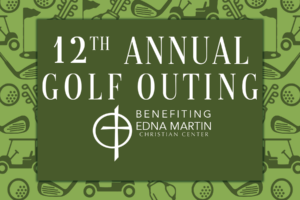 12TH ANNUAL
GOLF OUTING
BENEFITING
EDNA MARTIN
CHRISTIAN CENTER